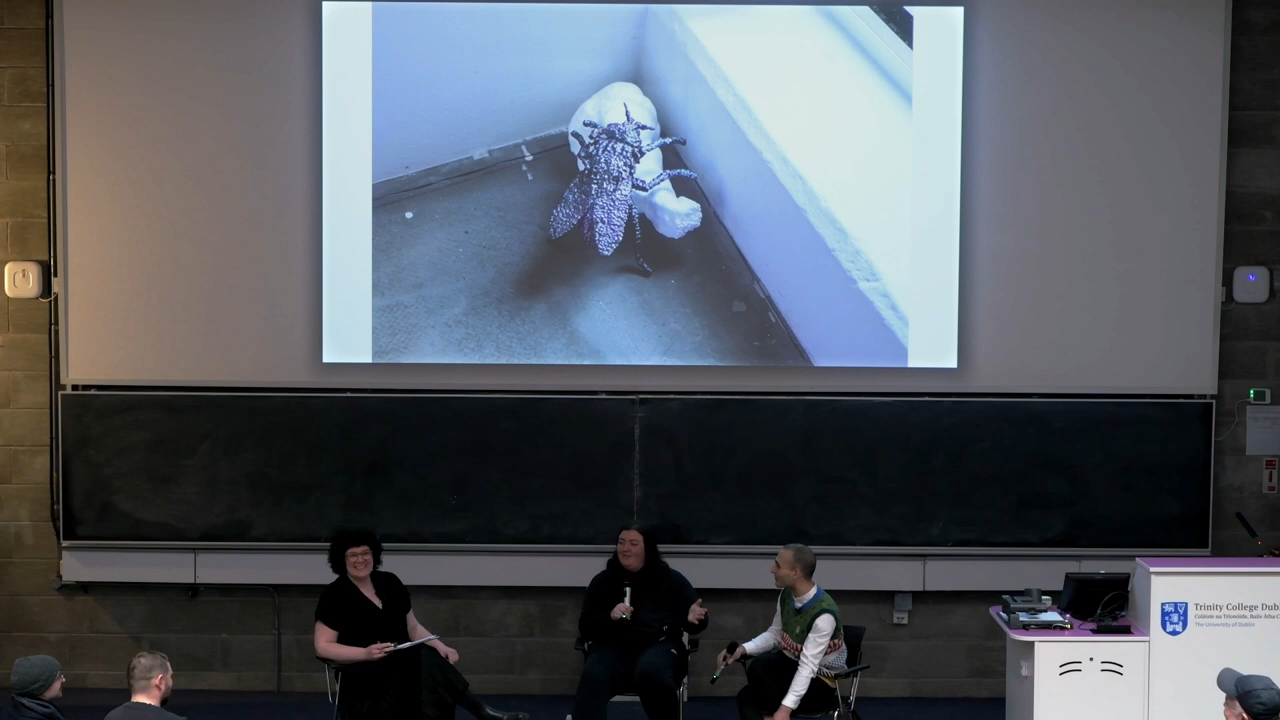 Trinity College Dub
Coláiste na Tríonóide, Baile Átha C
The University of Dublin